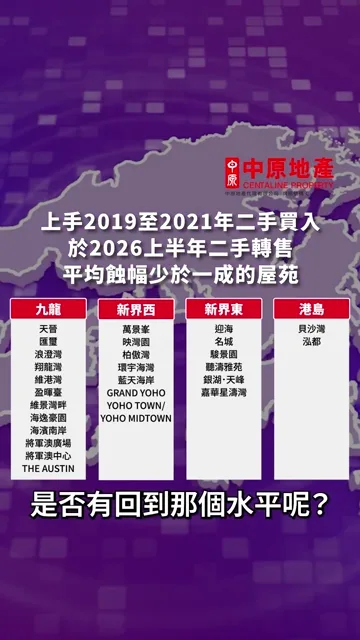 中原
中原地產
CENTALINE PROPERTY
上手2019至2021年二手買入
於2026上半年二手轉售
平均蝕幅少於一成的屋苑
九龍
天晉
匯璽
浪澄灣
翔龍灣
維港灣
盈暉臺
維景灣畔
海逸豪園
海濱南岸
將軍澳廣場
將軍澳中心
THE AUSTIN
新界西
萬景峯
映灣園
柏傲灣
環宇海灣
藍天海岸
GRAND YOHO
YOHO TOWN/
YOHO MIDTOWN
新界東
迎海
名城
駿景園
聽濤雅苑
銀湖·天峰
嘉華星濤灣
港島
貝沙灣
泓都
是否有回到那個水平呢？